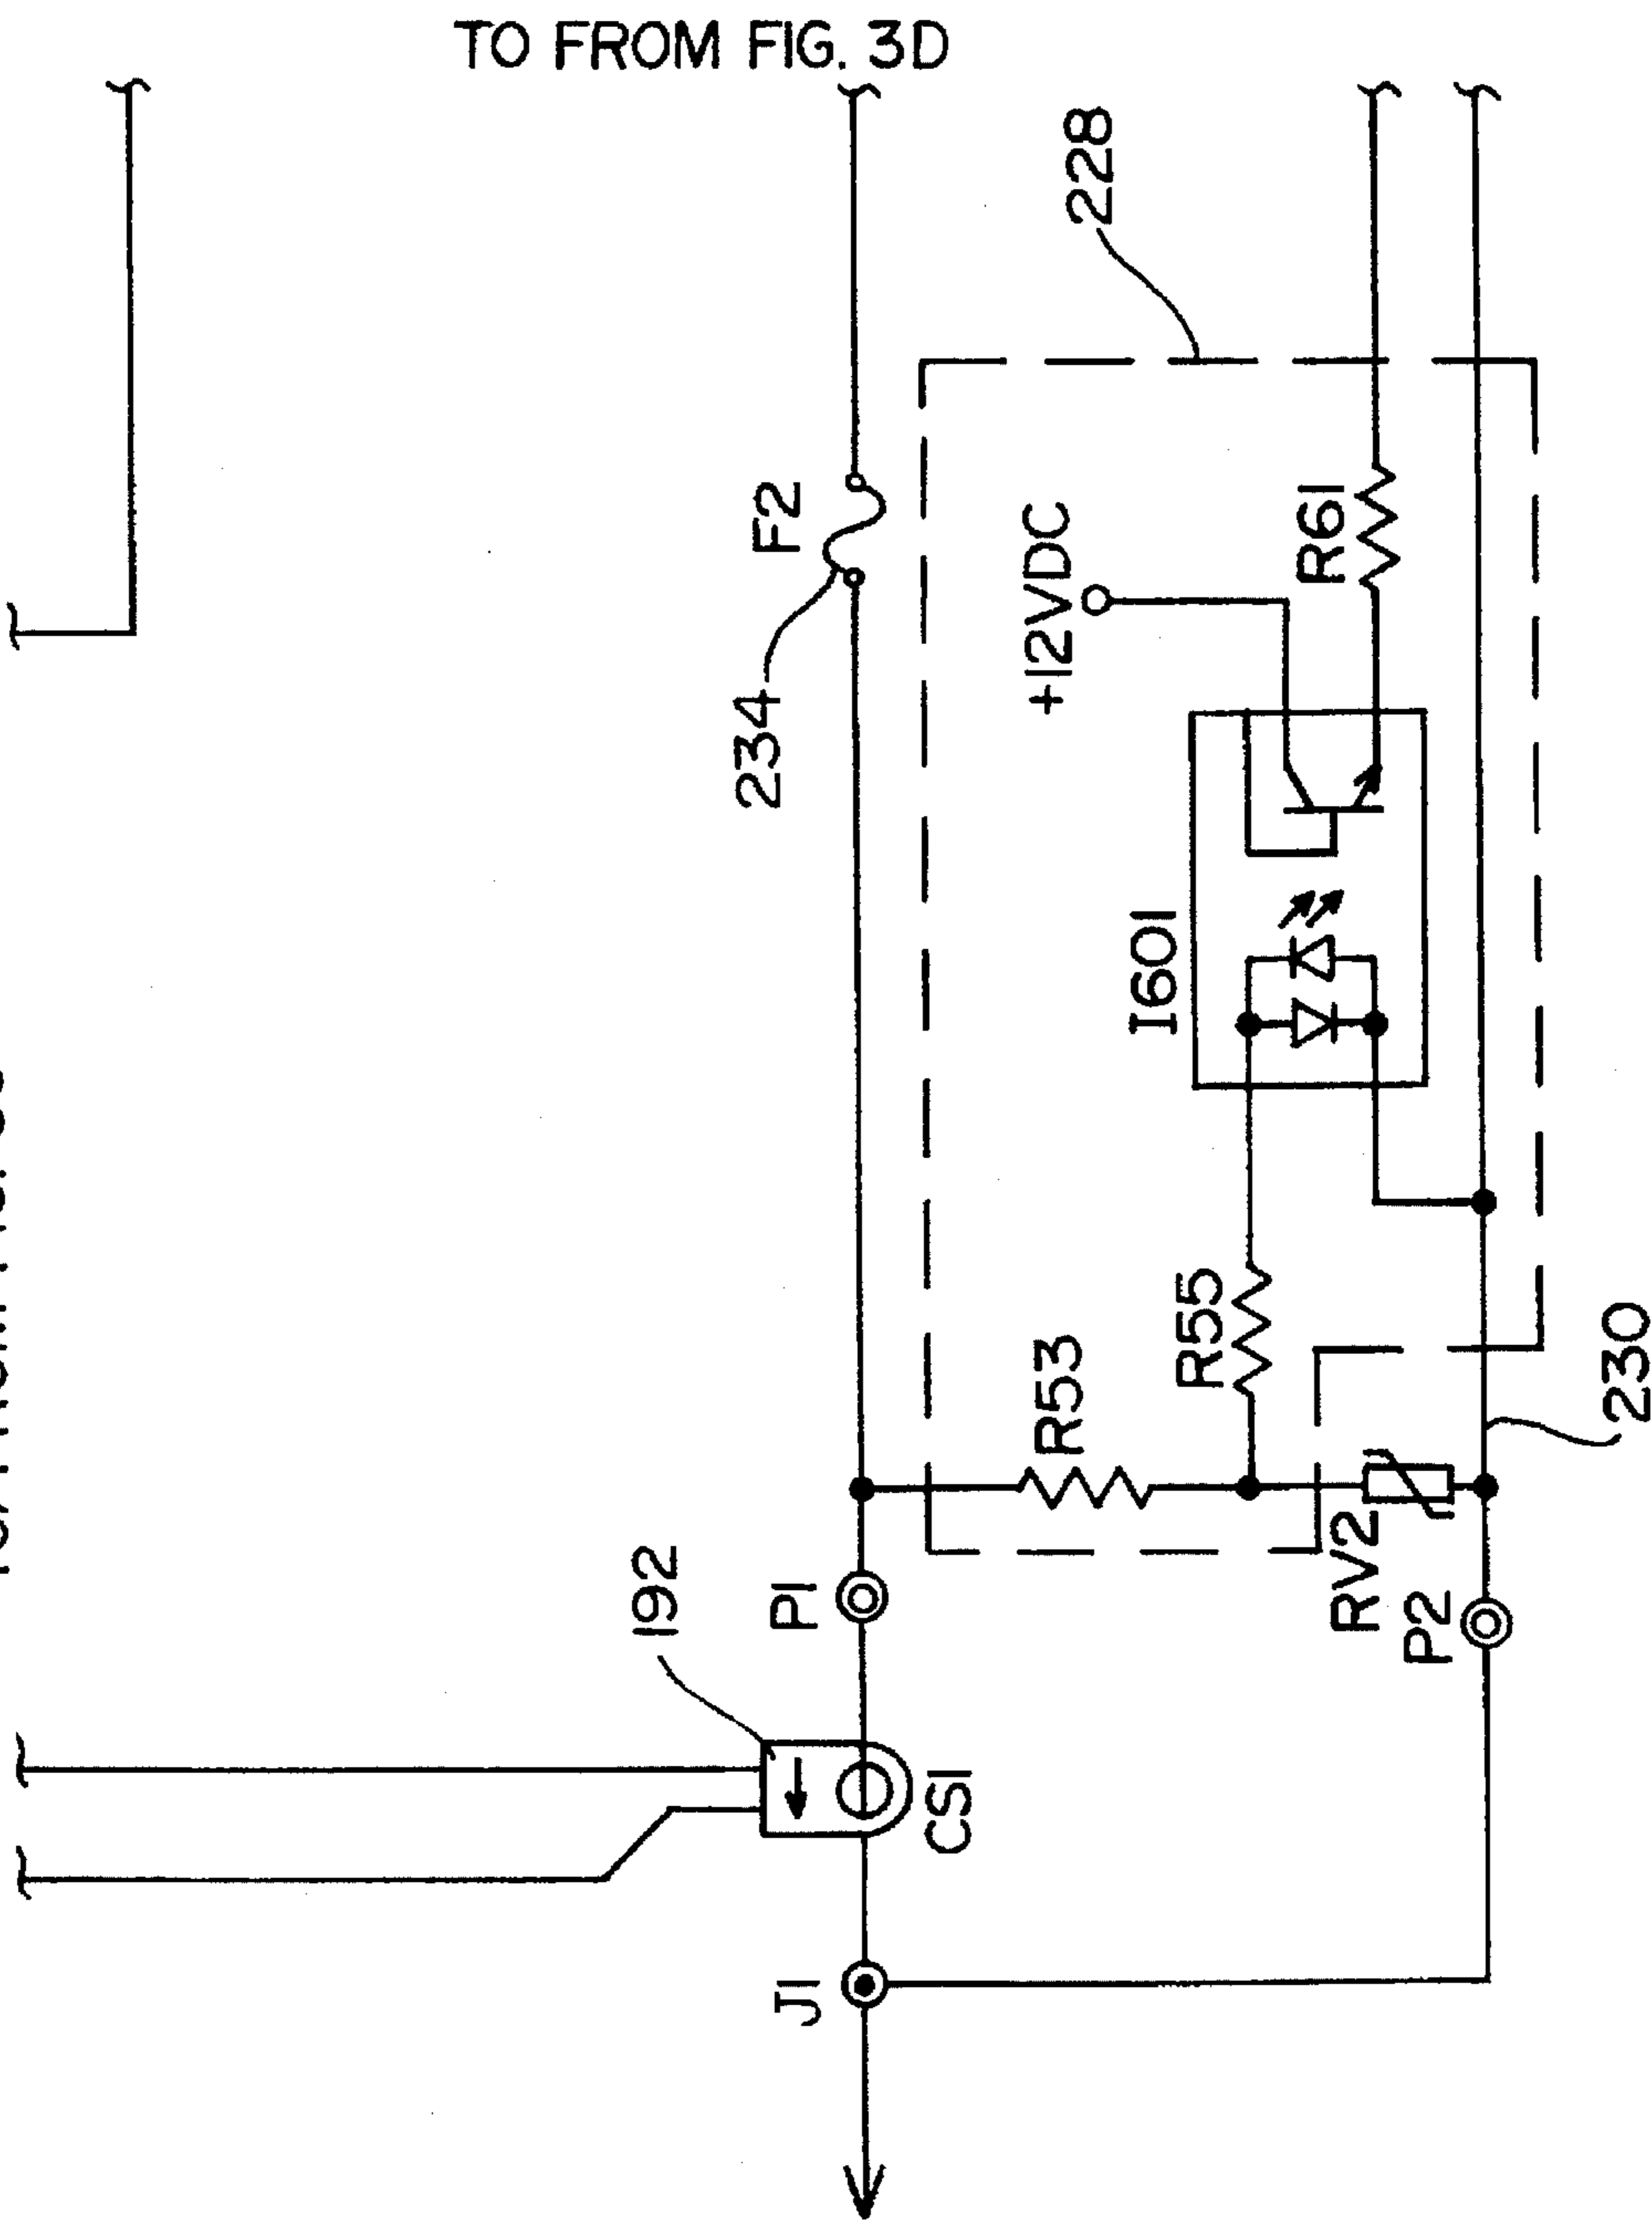 TO FROM FIG. 3D
228
F2
234
+12VDC
R61
I601
R55
R53
230
RV2
P2
P1
192
CS1
J1